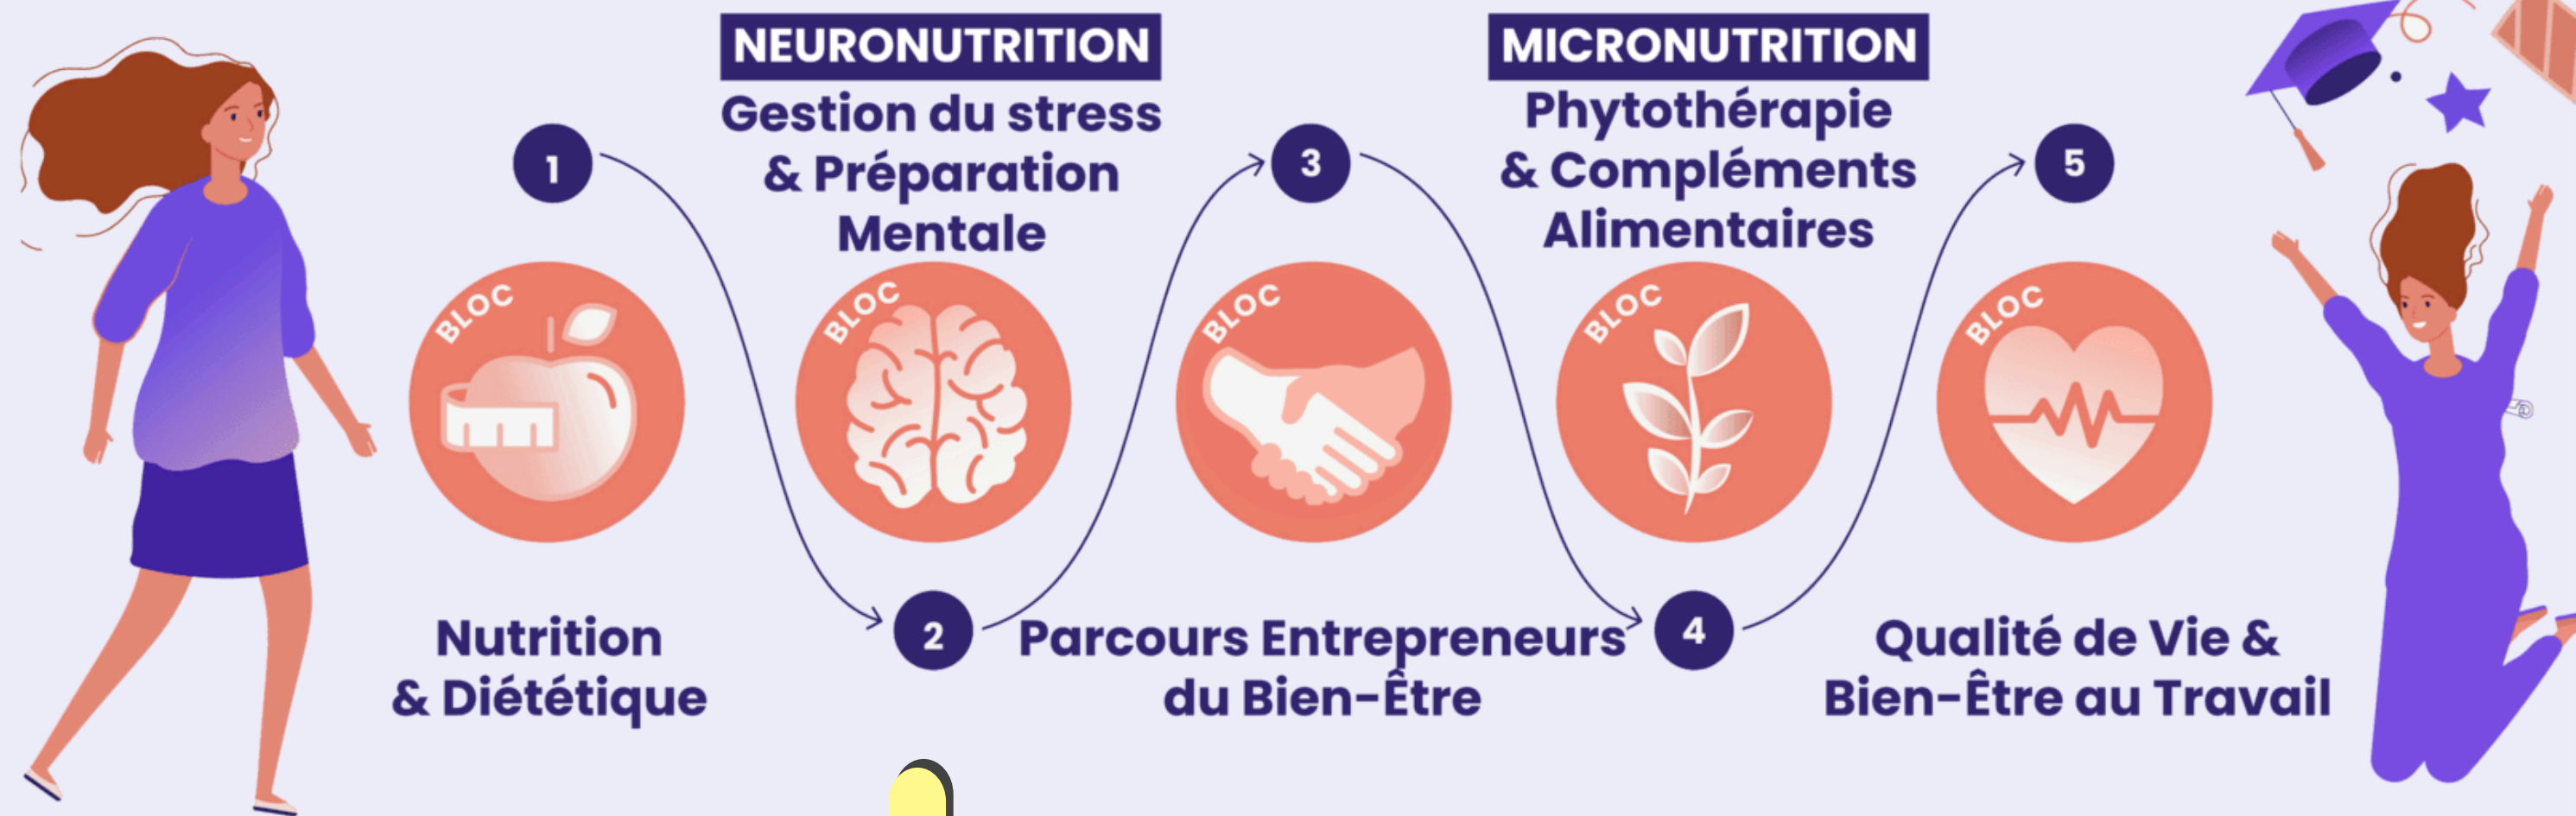 1
BLOC
Nutrition
& Diététique
NEURONUTRITION
Gestion du stress
& Préparation
Mentale
BLOC
2
3
BLOC
Parcours Entrepreneurs
du Bien-Être
MICRONUTRITION
Phytothérapie
& Compléments
Alimentaires
BLOC
4
5
BLOC
Qualité de Vie &
Bien-Être au Travail